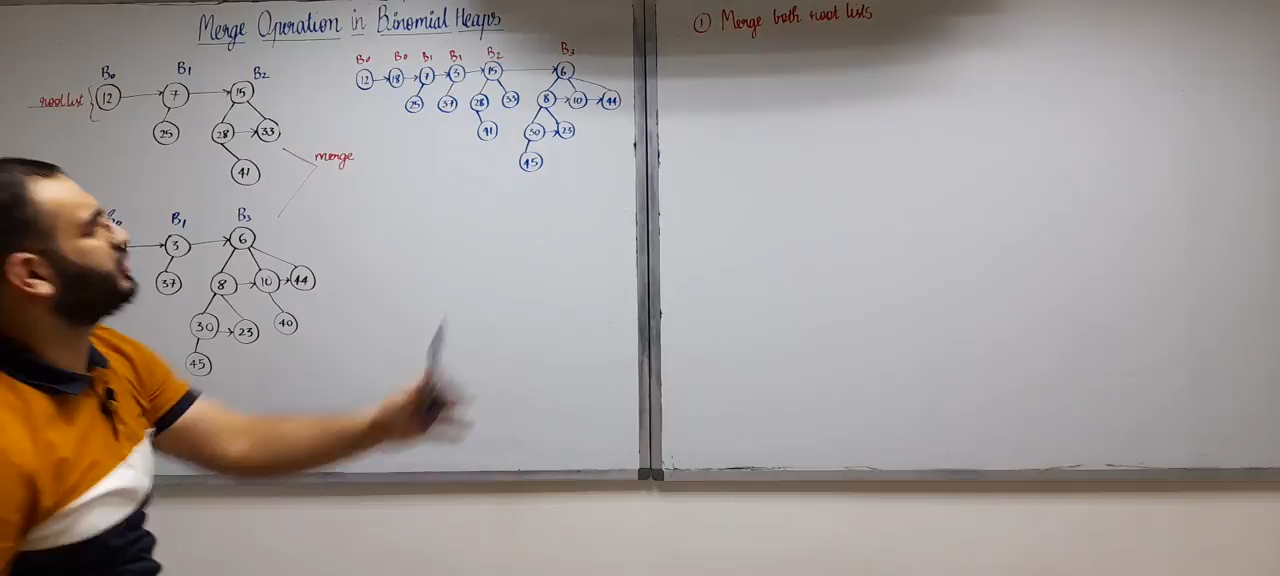 Merge Operation in Binomial Heaps
① Merge both root lists
B₀ B₁ B₂
root list 12 7 15
25 28 33
41
merge
B₁ B₃
3 6
37 8 10 44
30 23 40
45
B₀ B₀ B₁ B₁ B₂ B₃
12 18 7 3 15 6
25 37 28 33 8 10 44
41 30 23
45